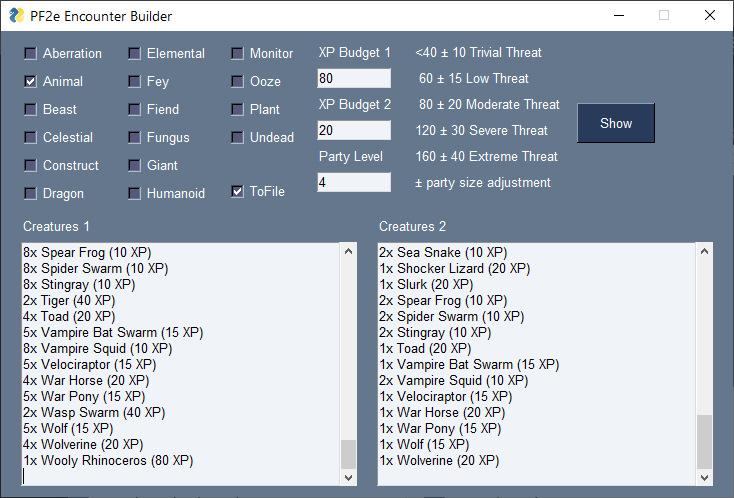 PF2e Encounter Builder
Aberration
Elemental
Monitor
Animal
Fey
Ooze
Beast
Fiend
Plant
Celestial
Fungus
Undead
Construct
Giant
Dragon
Humanoid
ToFile
XP Budget 1
80
XP Budget 2
20
Party Level
4
<40 ± 10 Trivial Threat
60 ± 15 Low Threat
80 ± 20 Moderate Threat
120 ± 30 Severe Threat
160 ± 40 Extreme Threat
± party size adjustment
Show
Creatures 1
8x Spear Frog (10 XP)
8x Spider Swarm (10 XP)
8x Stingray (10 XP)
2x Tiger (40 XP)
4x Toad (20 XP)
5x Vampire Bat Swarm (15 XP)
8x Vampire Squid (10 XP)
5x Velociraptor (15 XP)
4x War Horse (20 XP)
5x War Pony (15 XP)
2x Wasp Swarm (40 XP)
5x Wolf (15 XP)
4x Wolverine (20 XP)
1x Wooly Rhinoceros (80 XP)
Creatures 2
2x Sea Snake (10 XP)
1x Shocker Lizard (20 XP)
1x Slurk (20 XP)
2x Spear Frog (10 XP)
2x Spider Swarm (10 XP)
2x Stingray (10 XP)
1x Toad (20 XP)
1x Vampire Bat Swarm (15 XP)
2x Vampire Squid (10 XP)
1x Velociraptor (15 XP)
1x War Horse (20 XP)
1x War Pony (15 XP)
1x Wolf (15 XP)
1x Wolverine (20 XP)